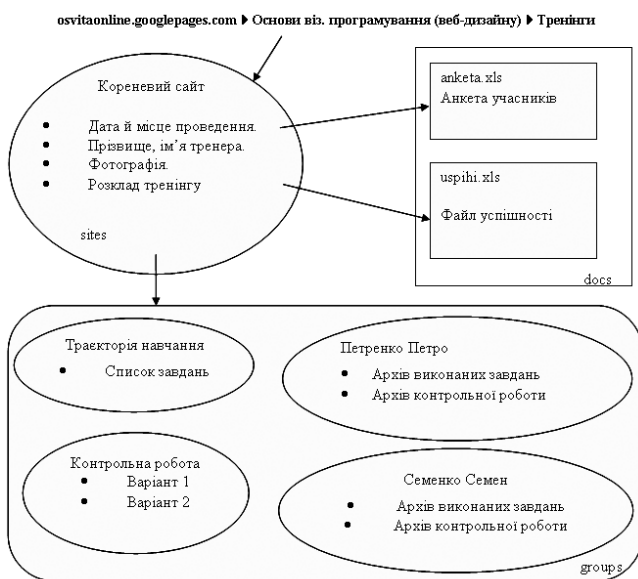 osvitaonline.googlepages.com ▶ Основи віз. програмування (веб-дизайну) ▶ Тренінги
Кореневий сайт
• Дата й місце проведення.
• Прізвище, ім’я тренера.
• Фотографія.
• Розклад тренінгу
sites
anketa.xls
Анкета учасників
uspihi.xls
Файл успішності
docs
Траєкторія навчання
• Список завдань
Петренко Петро
• Архів виконаних завдань
• Архів контрольної роботи
Контрольна робота
• Варіант 1
• Варіант 2
Семенко Семен
• Архів виконаних завдань
• Архів контрольної роботи
groups